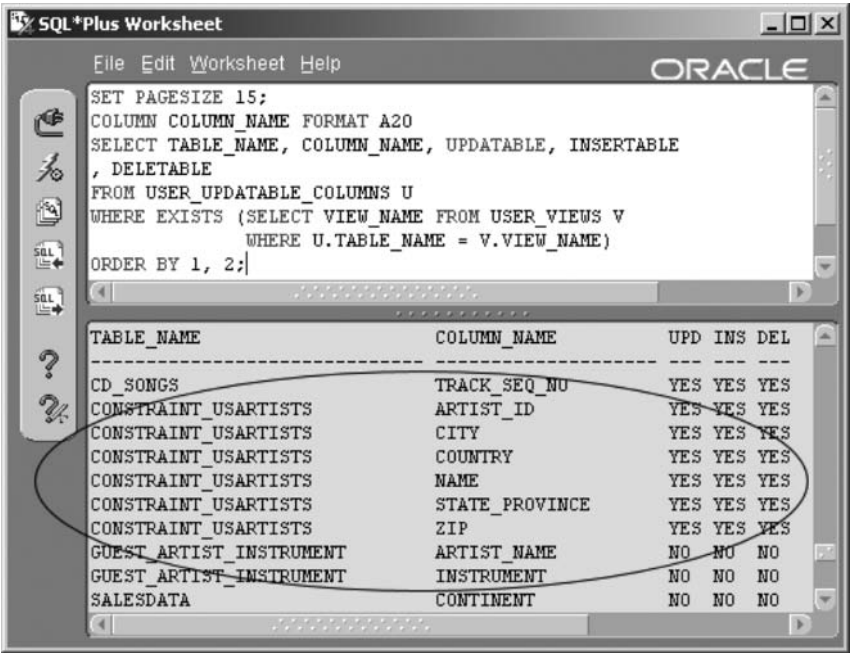 SQL*Plus Worksheet
File Edit Worksheet Help
ORACLE
SET PAGESIZE 15;
COLUMN COLUMN_NAME FORMAT A20
SELECT TABLE_NAME, COLUMN_NAME, UPDATABLE, INSERTABLE
, DELETABLE
FROM USER_UPDATABLE_COLUMNS U
WHERE EXISTS (SELECT VIEW_NAME FROM USER_VIEWS V
WHERE U.TABLE_NAME = V.VIEW_NAME)
ORDER BY 1, 2;
SQL
SQL
TABLE_NAME COLUMN_NAME UPD INS DEL
------------------------------ -------------------- --- --- ---
CD_SONGS TRACK_SEQ_NO YES YES YES
CONSTRAINT_USARTISTS ARTIST_ID YES YES YES
CONSTRAINT_USARTISTS CITY YES YES YES
CONSTRAINT_USARTISTS COUNTRY YES YES YES
CONSTRAINT_USARTISTS NAME YES YES YES
CONSTRAINT_USARTISTS STATE_PROVINCE YES YES YES
CONSTRAINT_USARTISTS ZIP YES YES YES
GUEST_ARTIST_INSTRUMENT ARTIST_NAME NO NO NO
GUEST_ARTIST_INSTRUMENT INSTRUMENT NO NO NO
SALESDATA CONTINENT NO NO NO